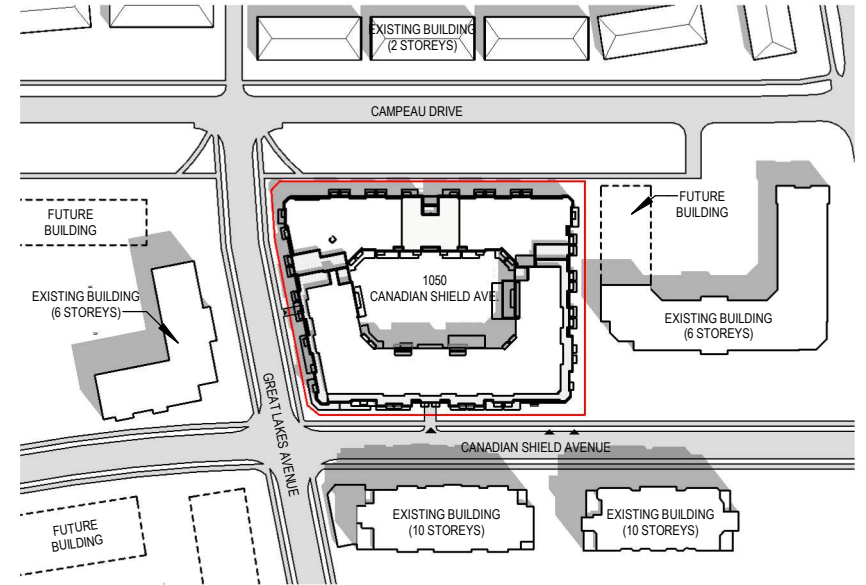 EXISTING BUILDING
(2 STOREYS)
CAMPEAU DRIVE
FUTURE
BUILDING
FUTURE
BUILDING
EXISTING BUILDING
(6 STOREYS)
1050
CANADIAN SHIELD AVE.
EXISTING BUILDING
(6 STOREYS)
GREAT LAKES AVENUE
CANADIAN SHIELD AVENUE
EXISTING BUILDING
(10 STOREYS)
EXISTING BUILDING
(10 STOREYS)
FUTURE
BUILDING